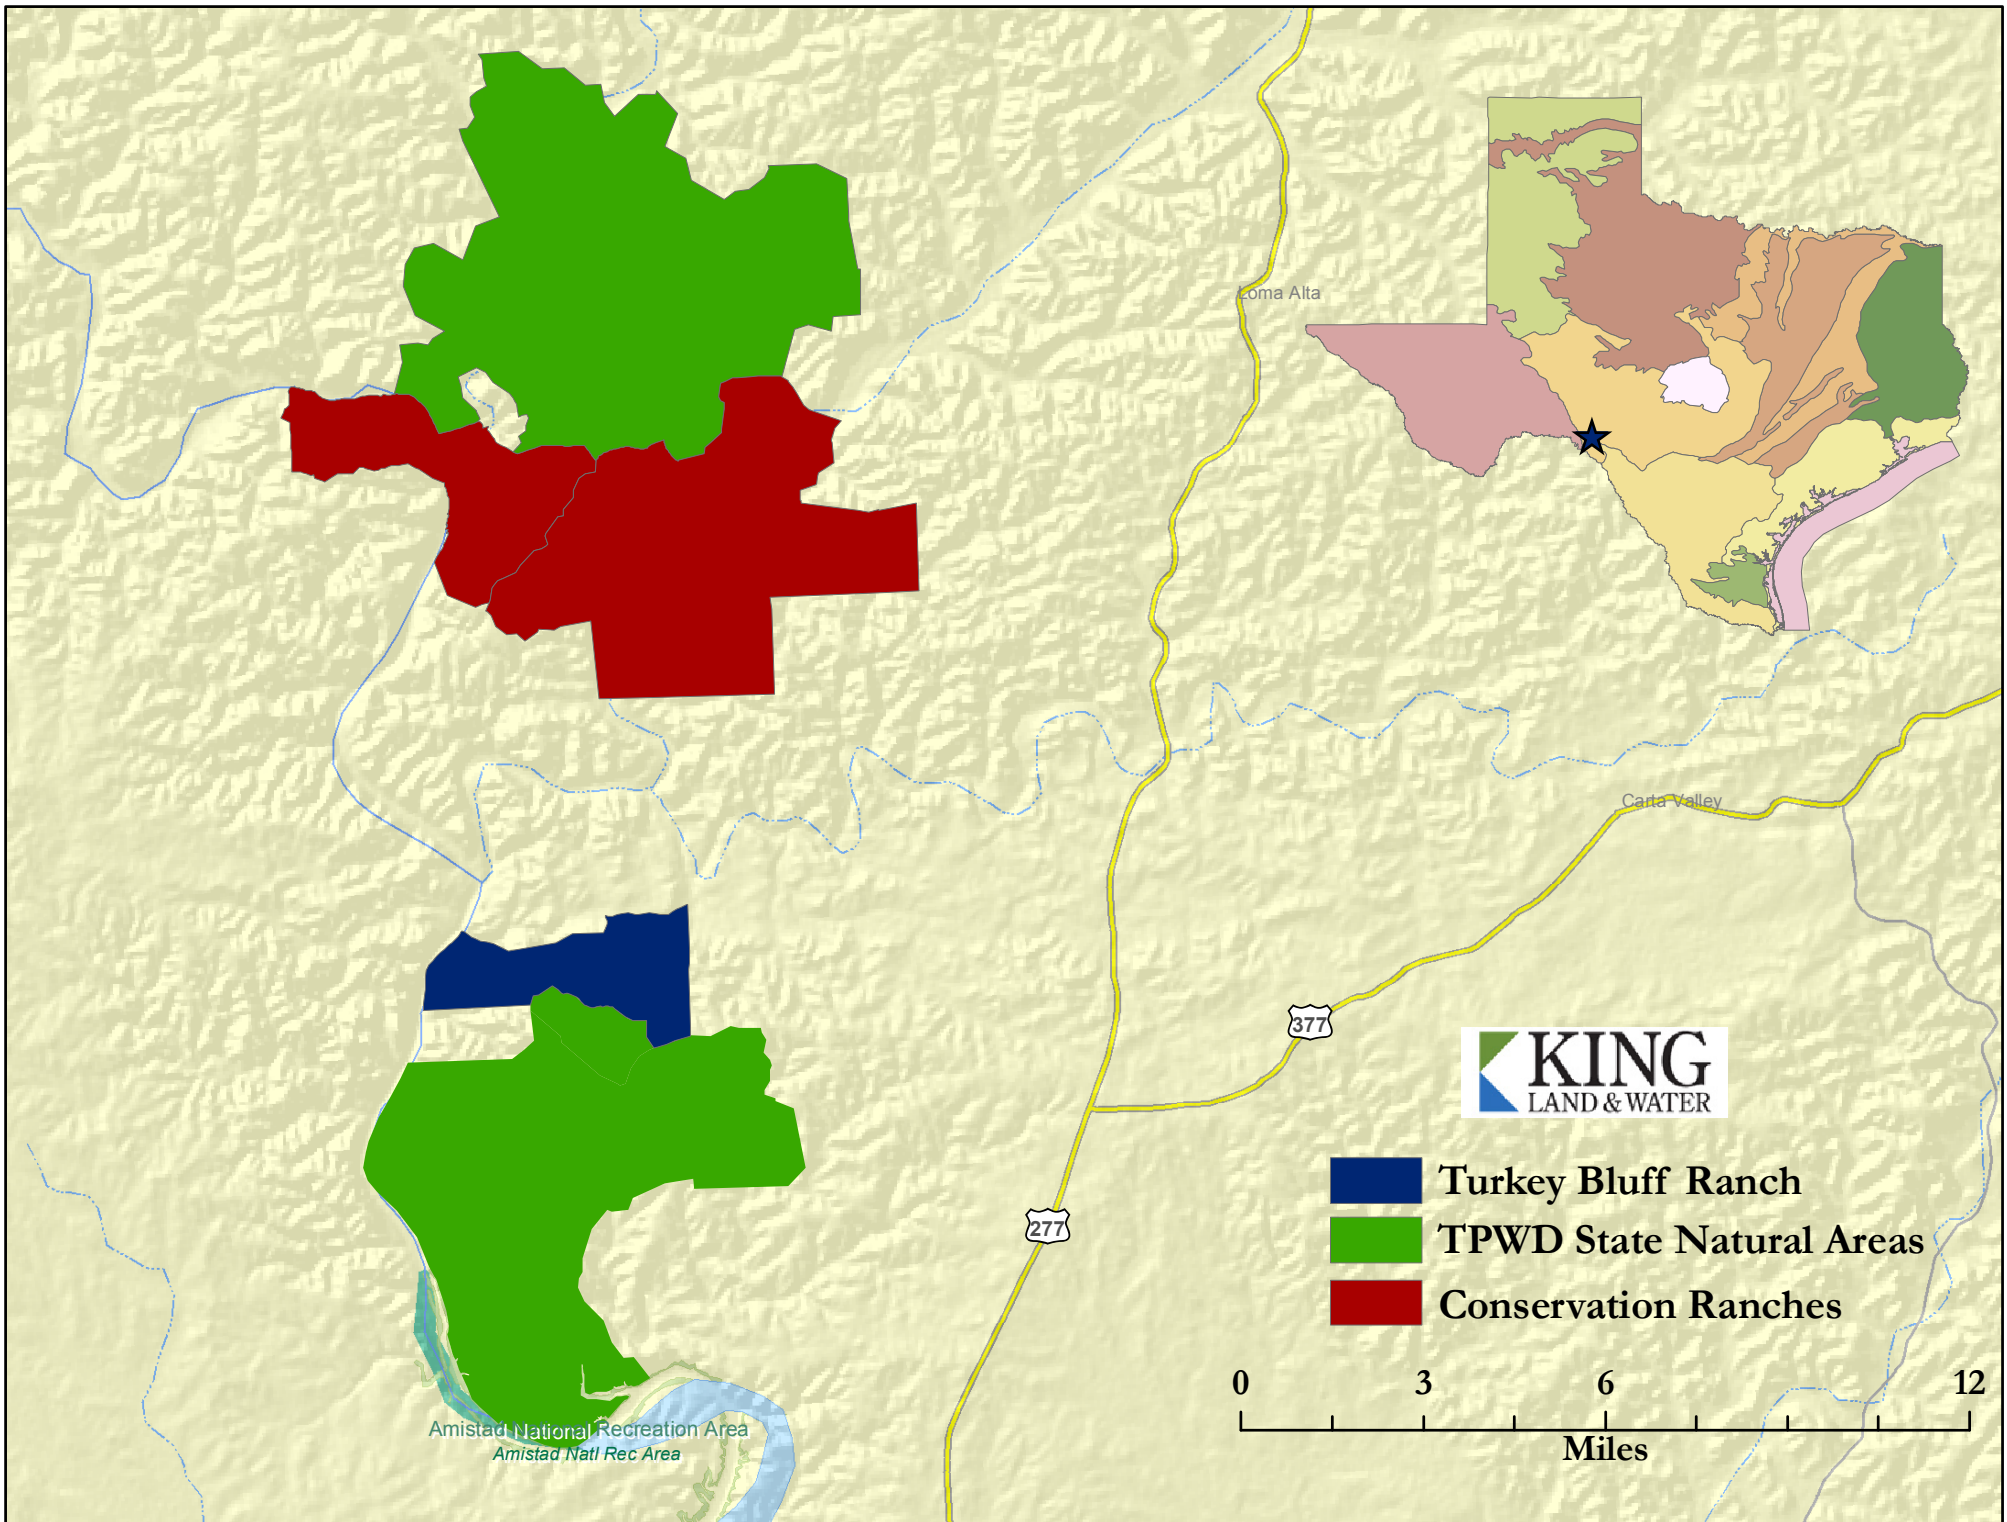 Loma Alta
Carta Valley
377
KING
LAND & WATER
Turkey Bluff Ranch
277
TPWD State Natural Areas
Conservation Ranches
0 3 6 12
Miles
Amistad National Recreation Area
Amistad Natl Rec Area